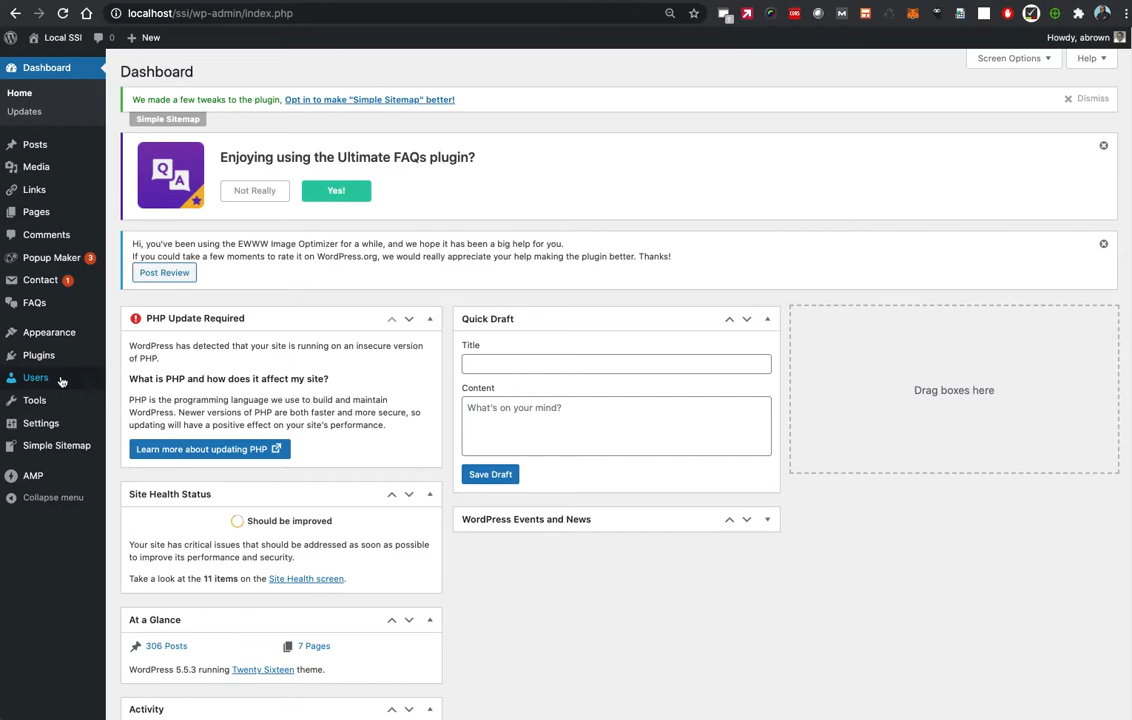 localhost/ssi/wp-admin/index.php
Local SSI
0
New
Howdy, abrown
Dashboard
Home
Updates
Posts
Media
Links
Pages
Comments
Popup Maker 3
Contact 1
FAQs
Appearance
Plugins
Users
Tools
Settings
Simple Sitemap
AMP
Collapse menu
Screen Options
Help
Dashboard
We made a few tweaks to the plugin, Opt in to make "Simple Sitemap" better!
Dismiss
Simple Sitemap
Q
A
Enjoying using the Ultimate FAQs plugin?
Not Really
Yes!
Hi, you've been using the EWWW Image Optimizer for a while, and we hope it has been a big help for you.
If you could take a few moments to rate it on WordPress.org, we would really appreciate your help making the plugin better. Thanks!
Post Review
PHP Update Required
WordPress has detected that your site is running on an insecure version
of PHP.
What is PHP and how does it affect my site?
PHP is the programming language we use to build and maintain
WordPress. Newer versions of PHP are both faster and more secure, so
updating will have a positive effect on your site's performance.
Learn more about updating PHP
Site Health Status
Should be improved
Your site has critical issues that should be addressed as soon as possible
to improve its performance and security.
Take a look at the 11 items on the Site Health screen.
At a Glance
306 Posts
7 Pages
WordPress 5.5.3 running Twenty Sixteen theme.
Activity
Quick Draft
Title
Content
What's on your mind?
Save Draft
WordPress Events and News
Drag boxes here